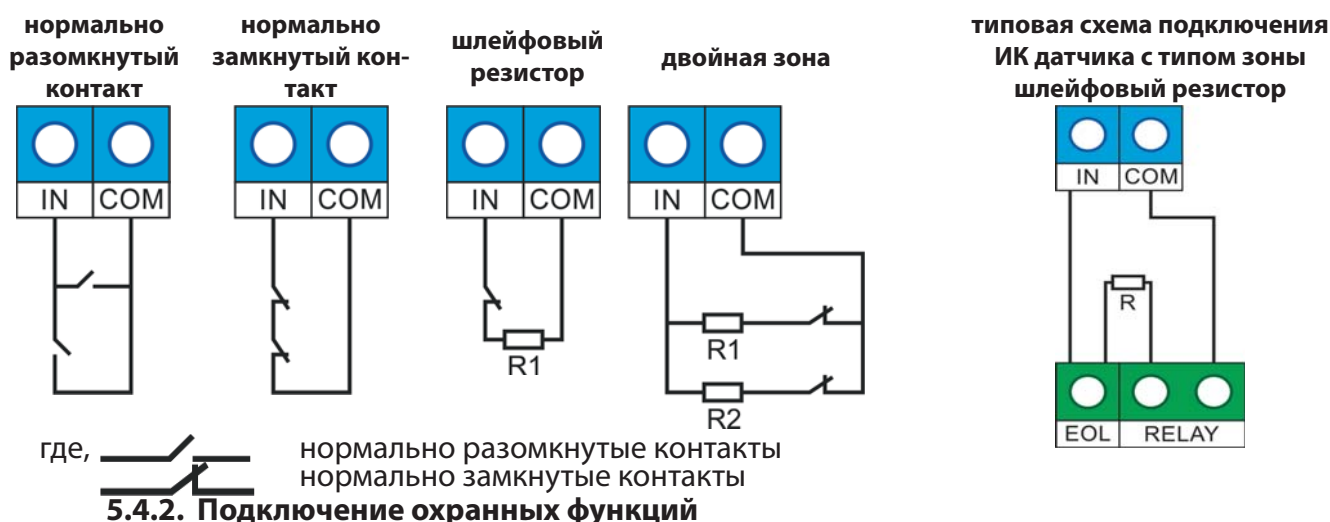 нормально
разомкнутый
контакт
нормально
замкнутый кон-
такт
шлейфовый
резистор
двойная зона
типовая схема подключения
ИК датчика с типом зоны
шлейфовый резистор
IN COM
IN COM
IN COM
IN COM
IN COM
R1
R1
R2
R
EOL RELAY
где, нормально разомкнутые контакты
нормально замкнутые контакты
5.4.2. Подключение охранных функций